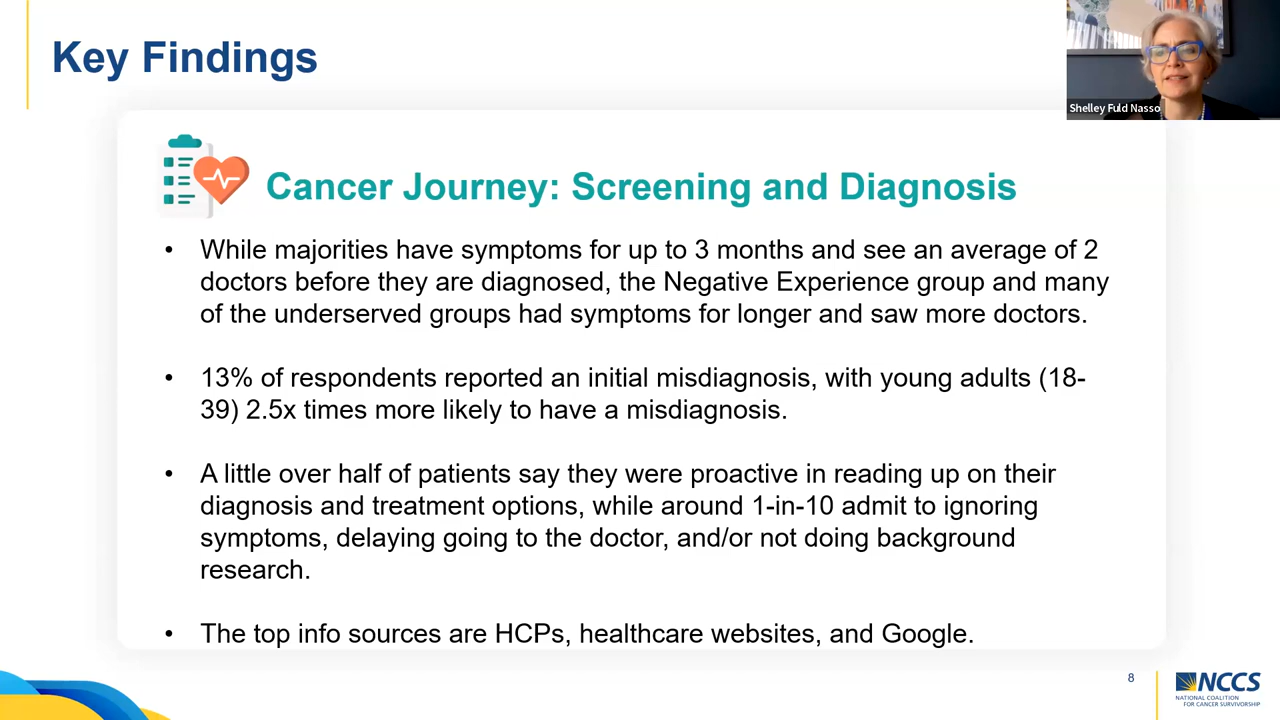 Key Findings
Shelley Fuld Nasso
Cancer Journey: Screening and Diagnosis
• While majorities have symptoms for up to 3 months and see an average of 2
doctors before they are diagnosed, the Negative Experience group and many
of the underserved groups had symptoms for longer and saw more doctors.
• 13% of respondents reported an initial misdiagnosis, with young adults (18-
39) 2.5x times more likely to have a misdiagnosis.
• A little over half of patients say they were proactive in reading up on their
diagnosis and treatment options, while around 1-in-10 admit to ignoring
symptoms, delaying going to the doctor, and/or not doing background
research.
• The top info sources are HCPs, healthcare websites, and Google.
8
NCCS
NATIONAL COALITION
FOR CANCER SURVIVORSHIP